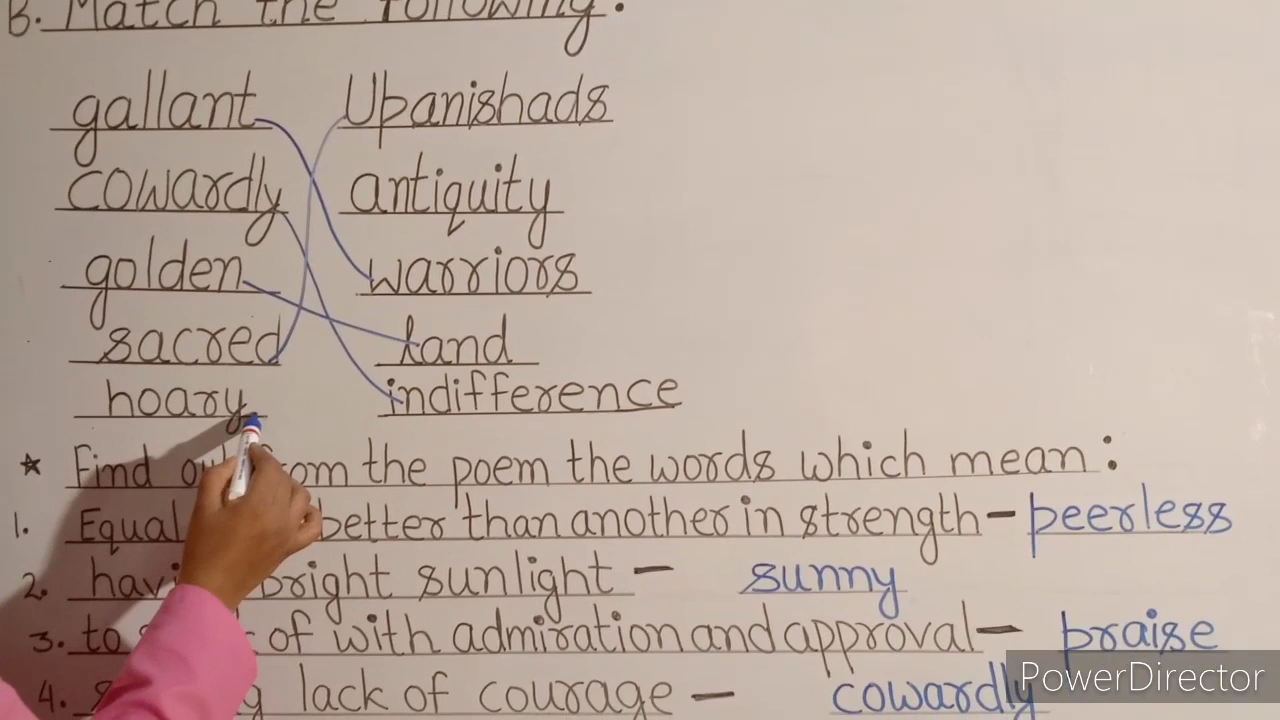 B. Match the following:
gallant Upanishads
cowardly antiquity
golden warriors
sacred land
hoary indifference
★ Find from the poem the words which mean:
1. Equal better than another in strength - peerless
2. bright sunlight - sunny
3. to of with admiration and approval - praise
4. lack of courage - cowardly
PowerDirector